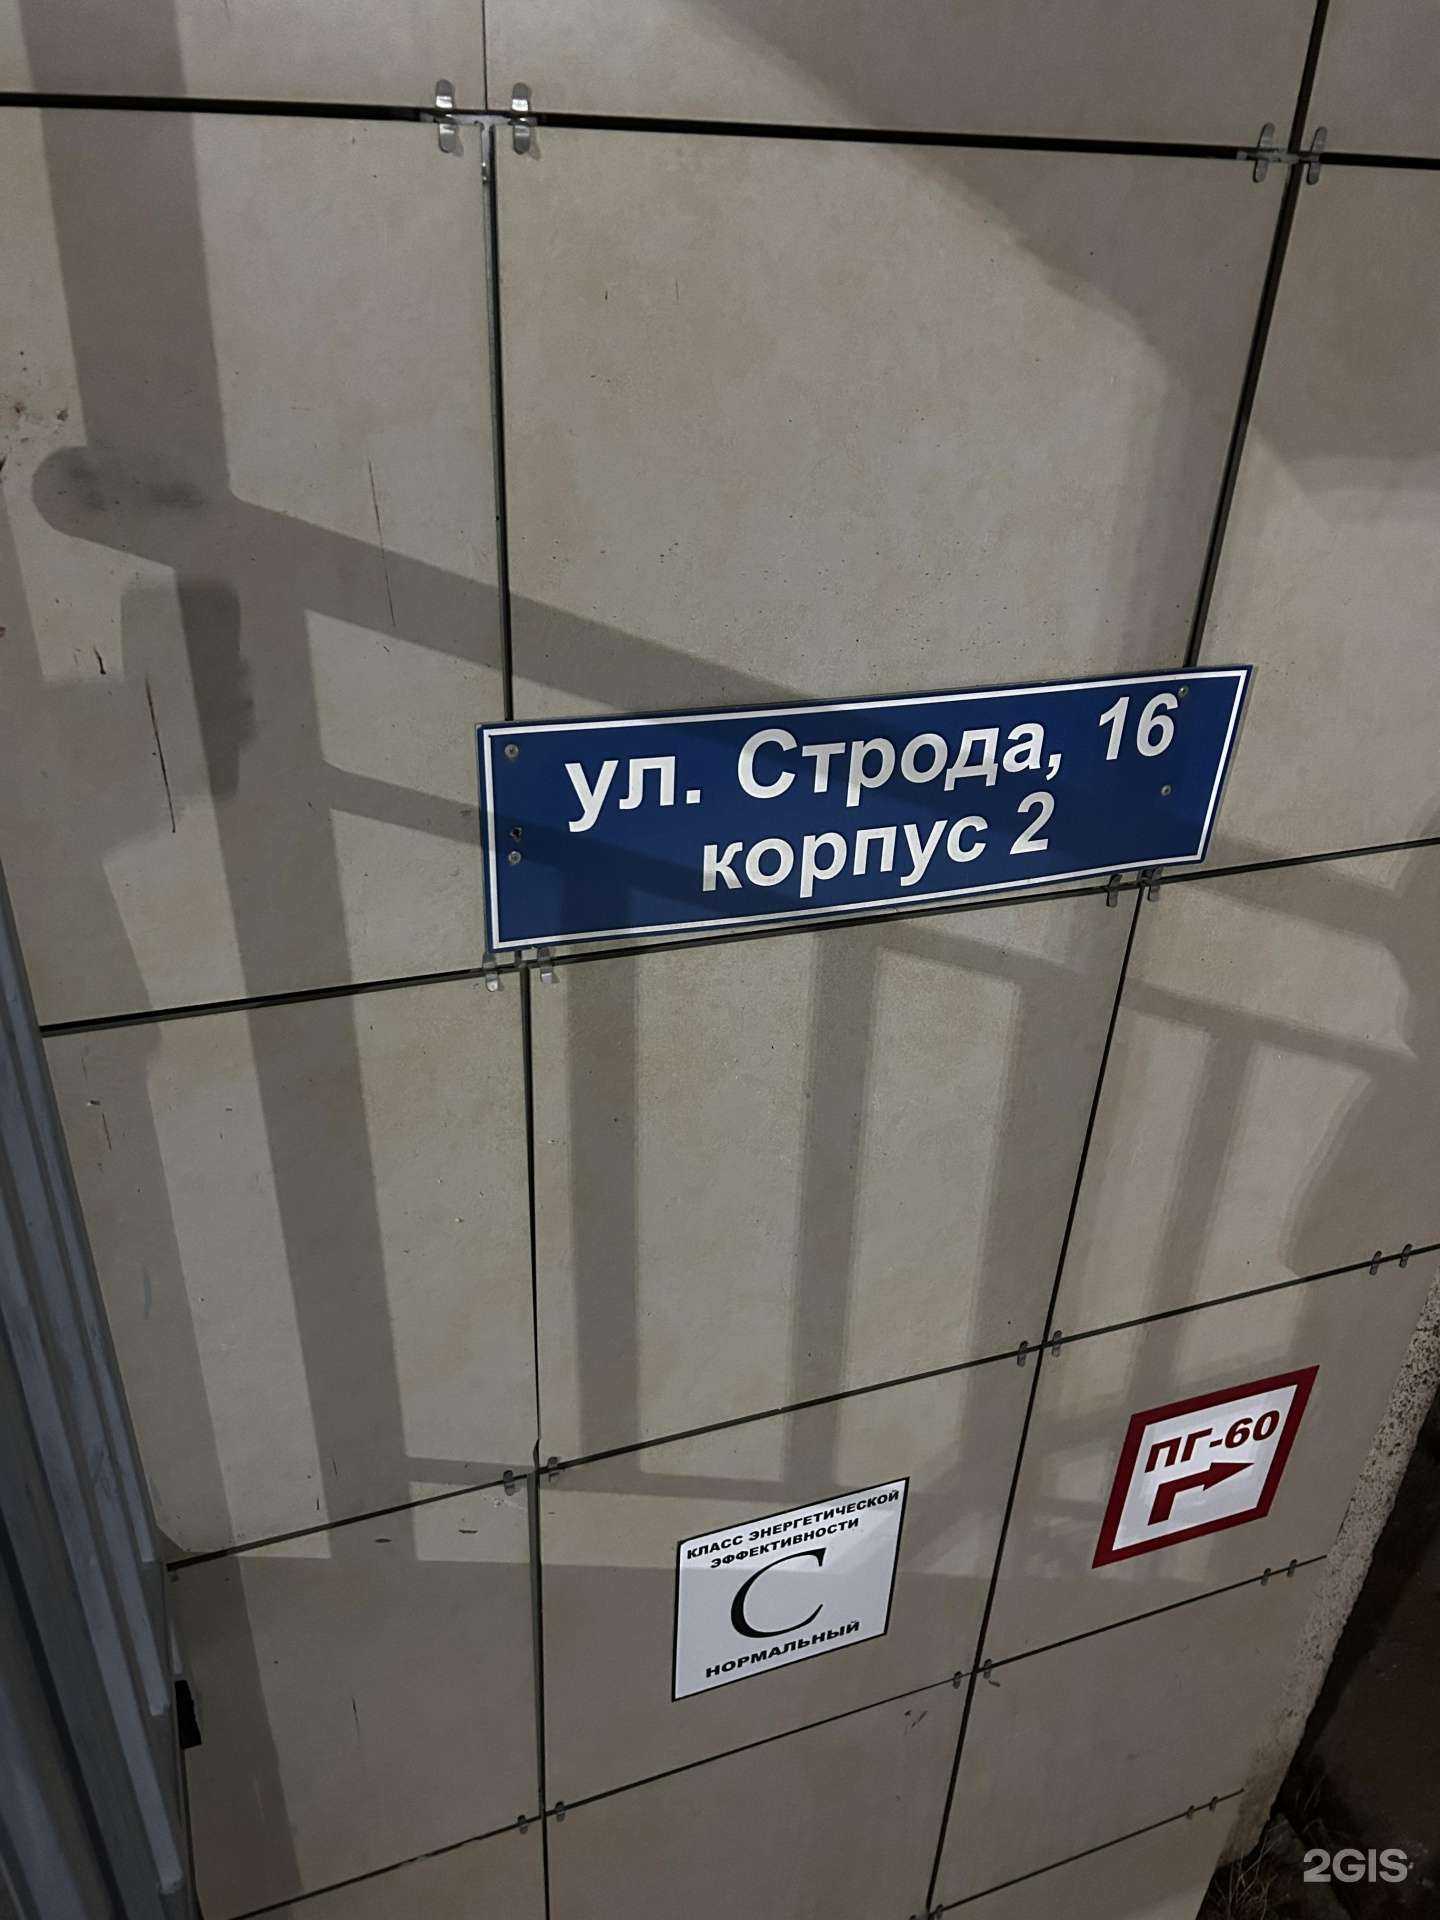 ул. Строда, 16
корпус 2
ПГ-60
КЛАСС ЭНЕРГЕТИЧЕСКОЙ
ЭФФЕКТИВНОСТИ
С
НОРМАЛЬНЫЙ
2GIS